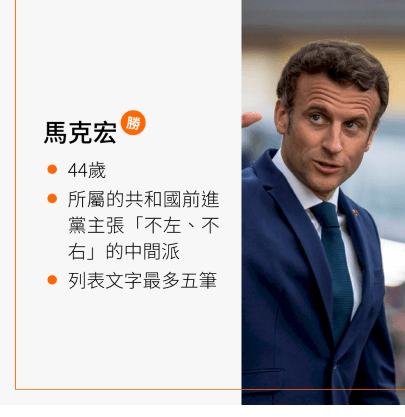 馬克宏 勝
44歲
所屬的共和國前進
黨主張「不左、不
右」的中間派
列表文字最多五筆